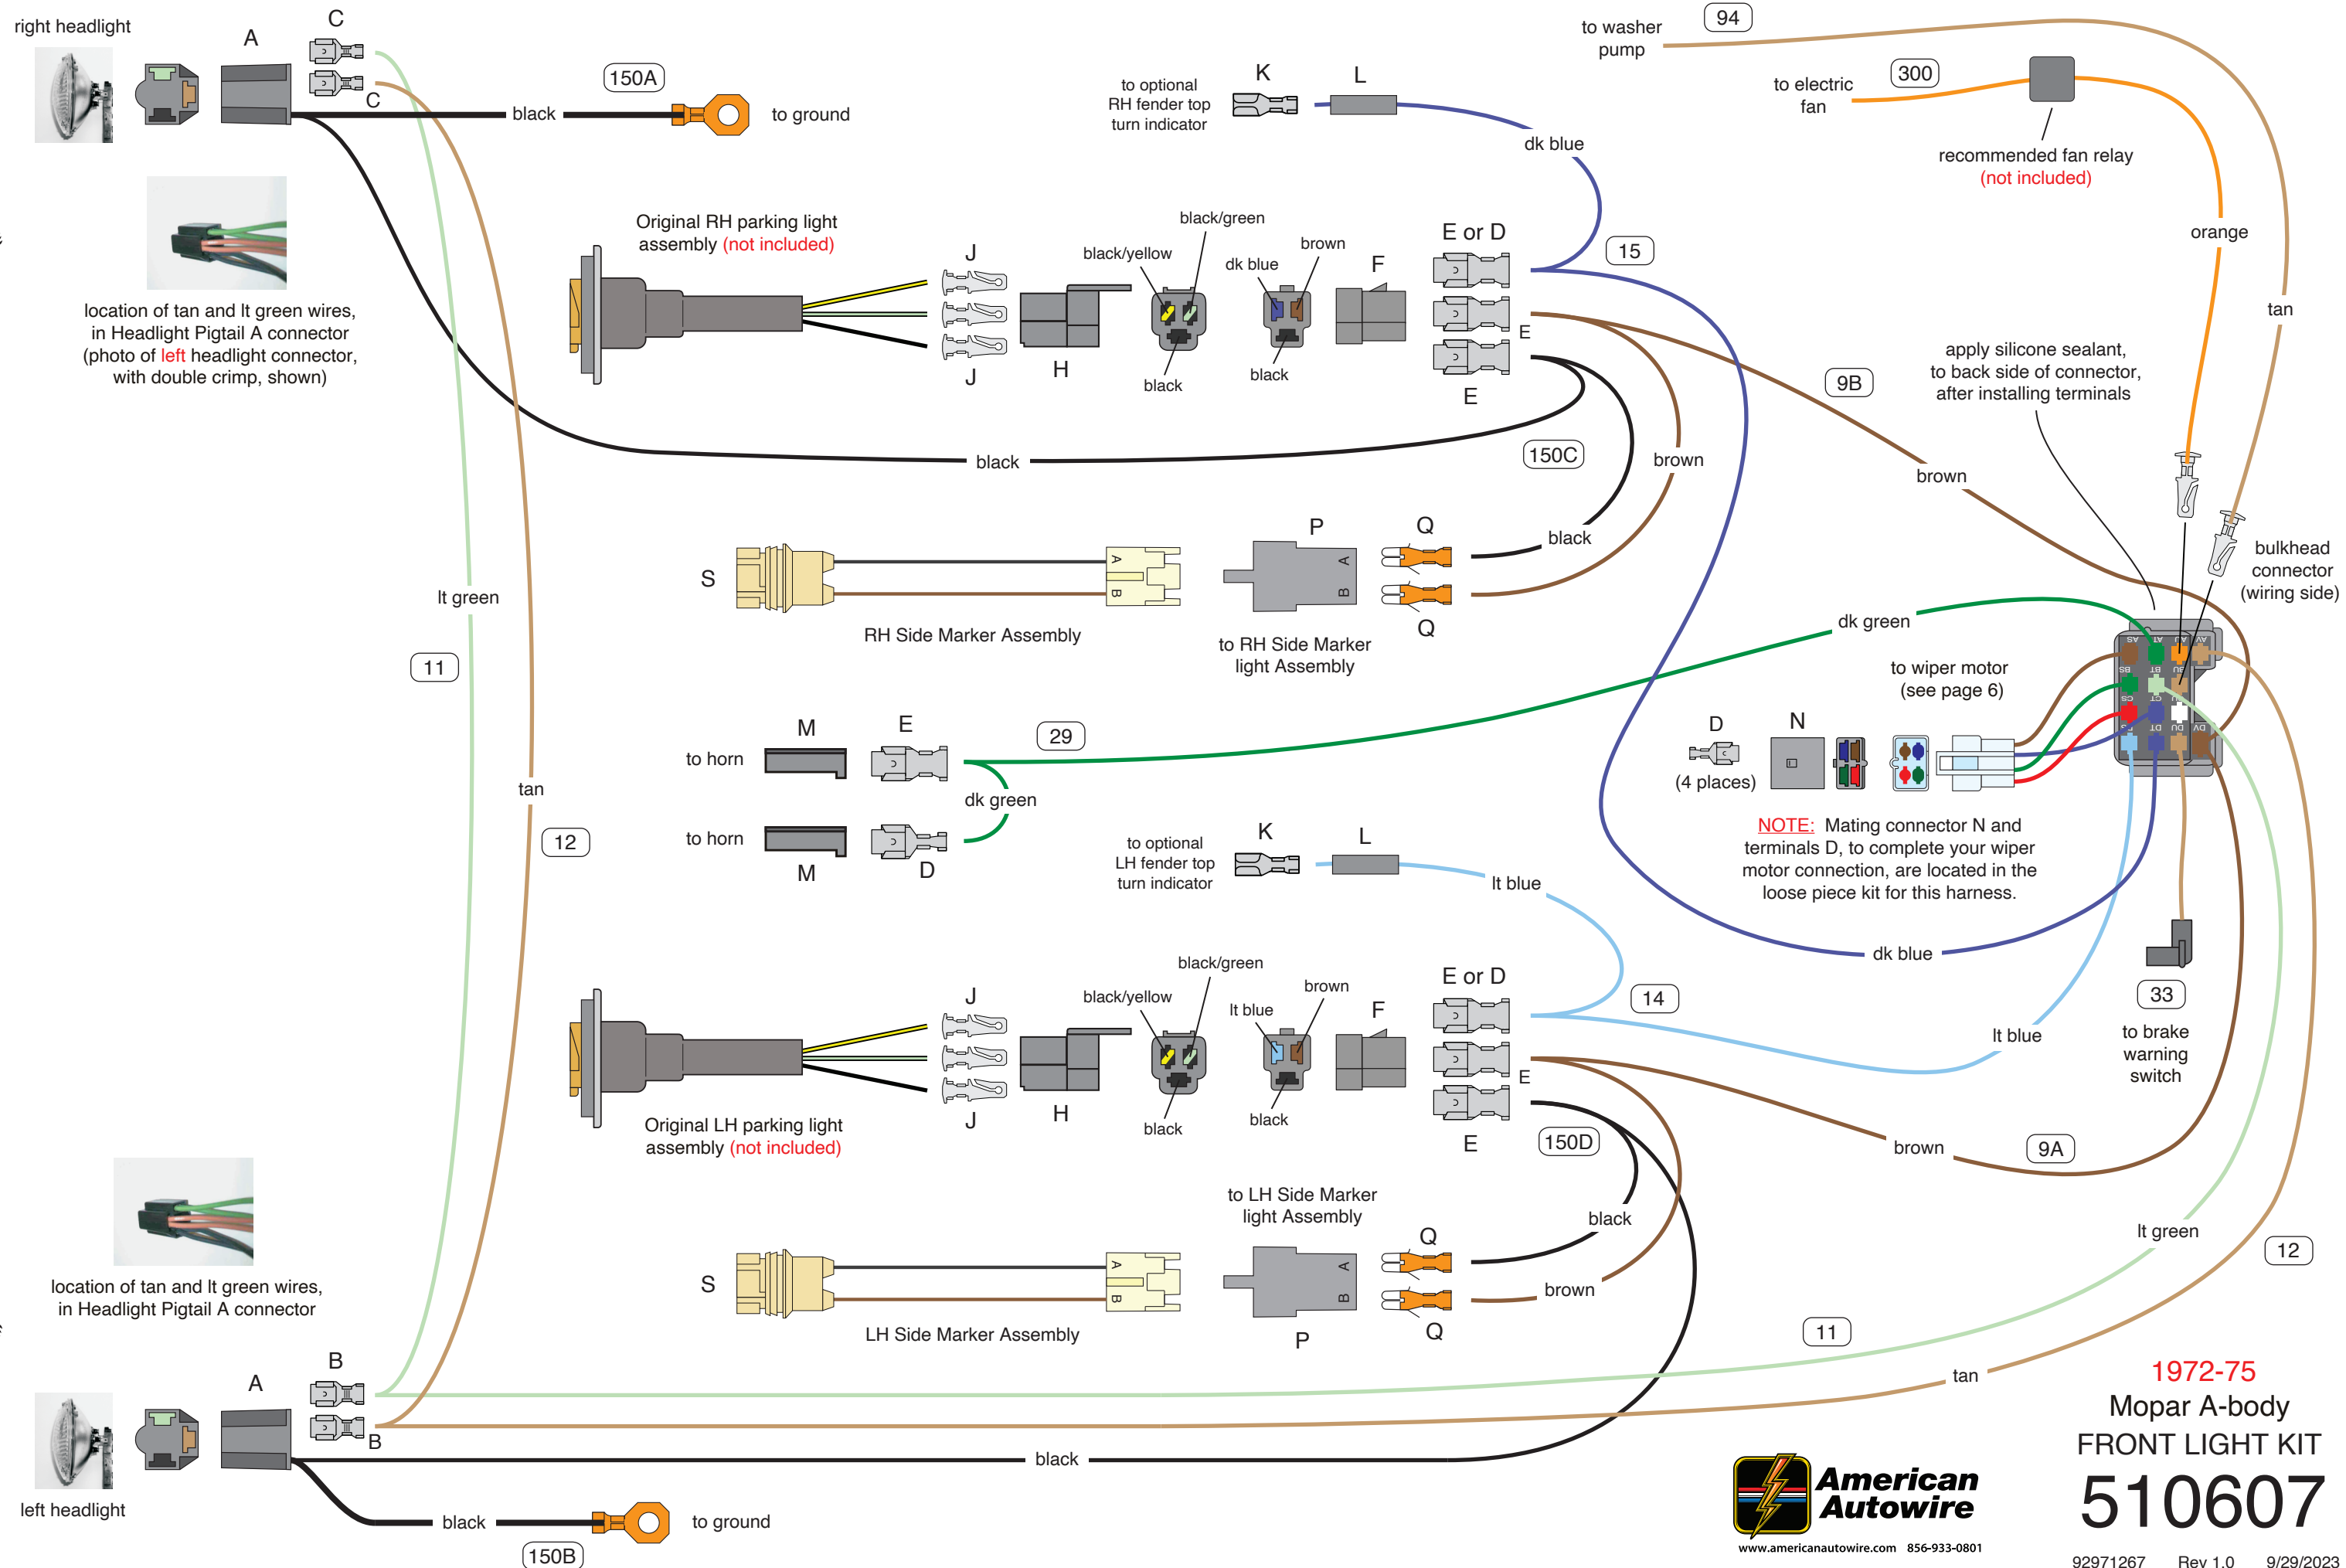 right headlight
A
C
C
150A
black
to ground
location of tan and lt green wires,
in Headlight Pigtail A connector
(photo of left headlight connector,
with double crimp, shown)
to optional
RH fender top
turn indicator
K
L
dk blue
to washer
pump
94
to electric
fan
300
recommended fan relay
(not included)
orange
tan
Original RH parking light
assembly (not included)
J
J
H
black/yellow
black/green
black
dk blue
brown
black
F
E or D
E
E
15
9B
brown
apply silicone sealant,
to back side of connector,
after installing terminals
black
150C
brown
black
S
A
B
RH Side Marker Assembly
P
A
B
Q
Q
to RH Side Marker
light Assembly
bulkhead
connector
(wiring side)
lt green
11
tan
12
dk green
to wiper motor
(see page 6)
AS
AT
AU
AV
BS
BT
BU
CS
CT
DT
DU
DV
D
(4 places)
N
NOTE: Mating connector N and
terminals D, to complete your wiper
motor connection, are located in the
loose piece kit for this harness.
to horn
M
E
29
dk green
to horn
M
D
to optional
LH fender top
turn indicator
K
L
lt blue
dk blue
33
to brake
warning
switch
Original LH parking light
assembly (not included)
J
J
H
black/yellow
black/green
black
lt blue
brown
black
F
E or D
E
E
14
lt blue
150D
brown
9A
black
brown
to LH Side Marker
light Assembly
S
A
B
LH Side Marker Assembly
P
A
B
Q
Q
lt green
12
11
tan
location of tan and lt green wires,
in Headlight Pigtail A connector
A
B
B
left headlight
black
black
150B
to ground
1972-75
Mopar A-body
FRONT LIGHT KIT
510607
American
Autowire
www.americanautowire.com 856-933-0801
92971267 Rev 1.0 9/29/2023